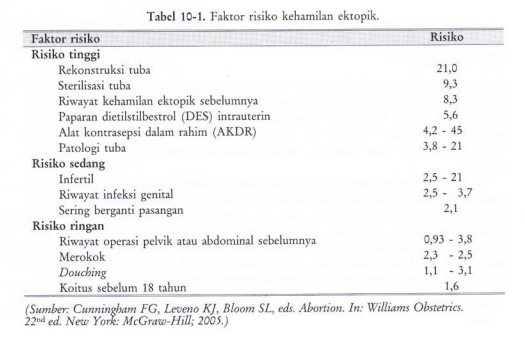 Tabel 10-1. Faktor risiko kehamilan ektopik.
Faktor risiko Risiko
Risiko tinggi
Rekonstruksi tuba 21,0
Sterilisasi tuba 9,3
Riwayat kehamilan ektopik sebelumnya 8,3
Paparan dietilstilbestrol (DES) intrauterin 5,6
Alat kontrasepsi dalam rahim (AKDR) 4,2 - 45
Patologi tuba 3,8 - 21
Risiko sedang
Infertil 2,5 - 21
Riwayat infeksi genital 2,5 - 3,7
Sering berganti pasangan 2,1
Risiko ringan
Riwayat operasi pelvik atau abdominal sebelumnya 0,93 - 3,8
Merokok 2,3 - 2,5
Douching 1,1 - 3,1
Koitus sebelum 18 tahun 1,6
(Sumber: Cunningham FG, Leveno KJ, Bloom SL, eds. Abortion. In: Williams Obstetrics.
22nd ed. New York: McGraw-Hill; 2005.)